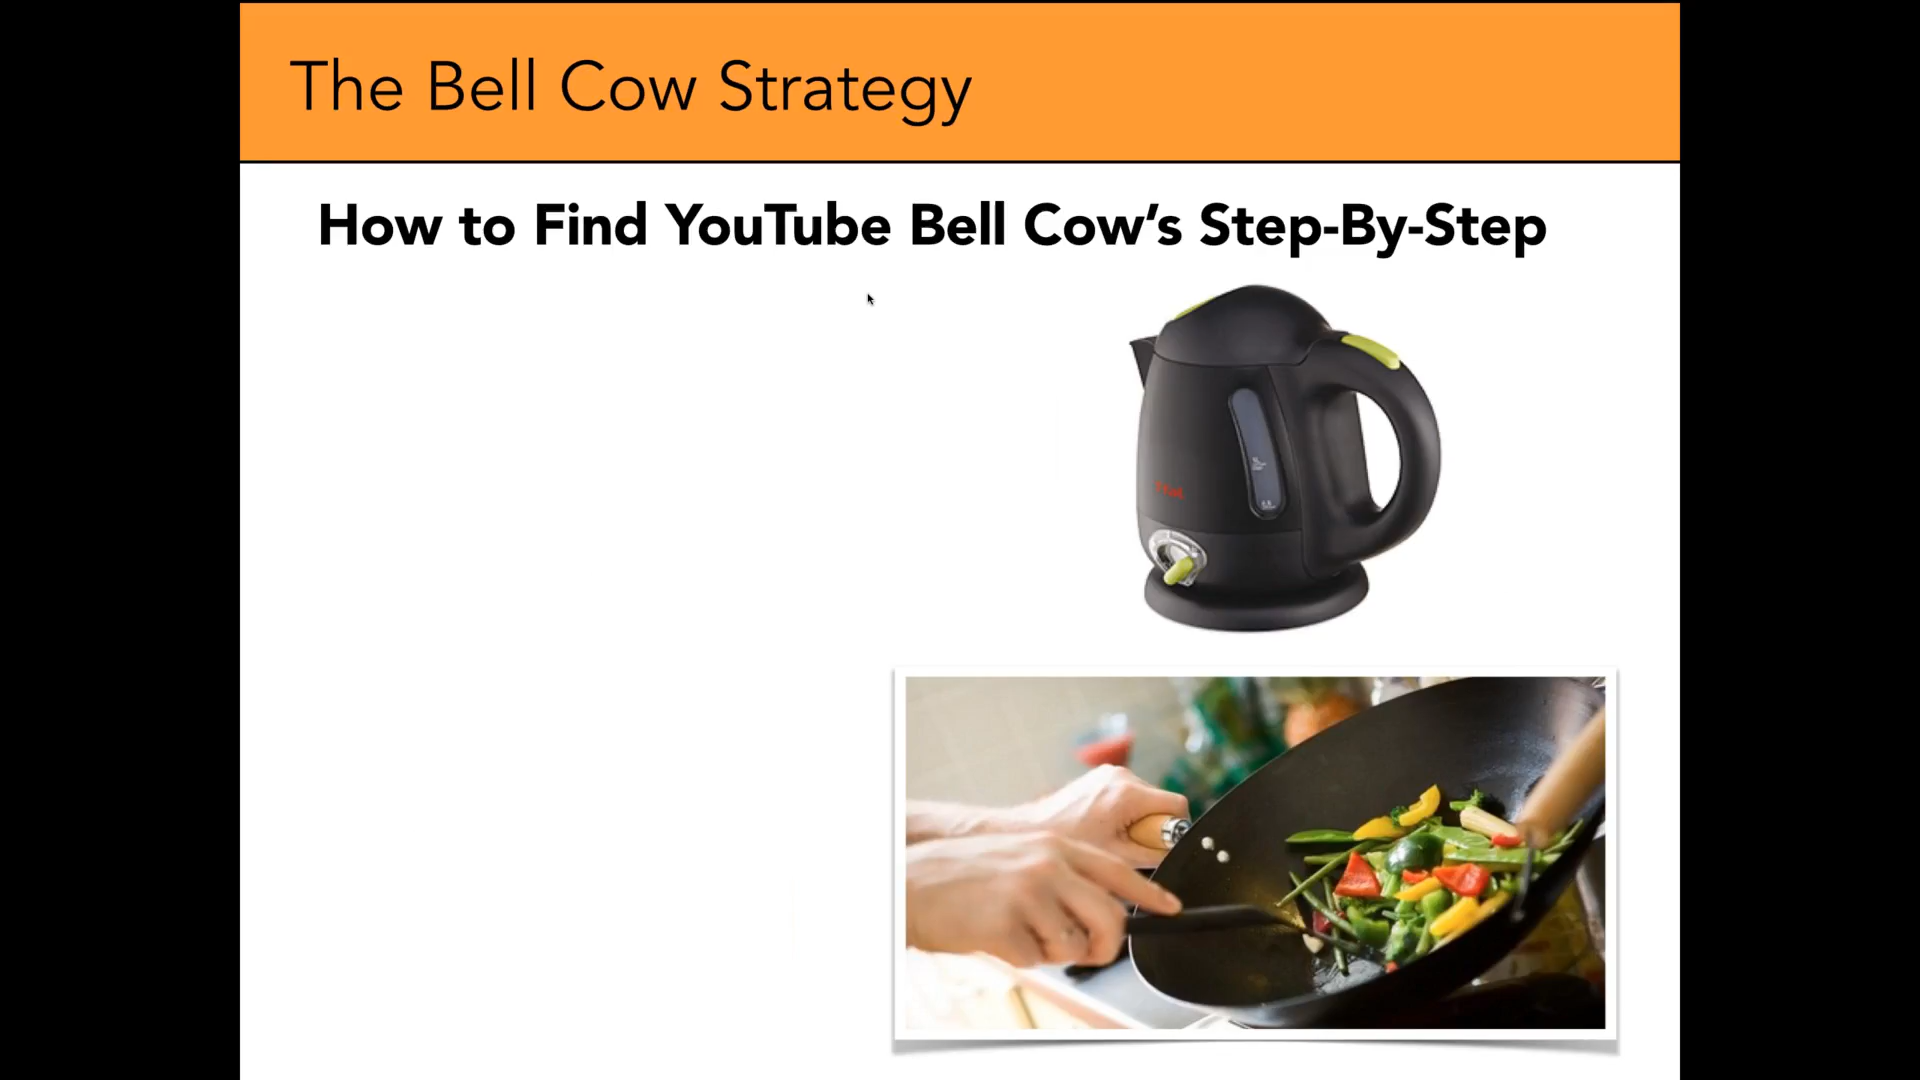 The Bell Cow Strategy
How to Find YouTube Bell Cow‘s Step-By-Step